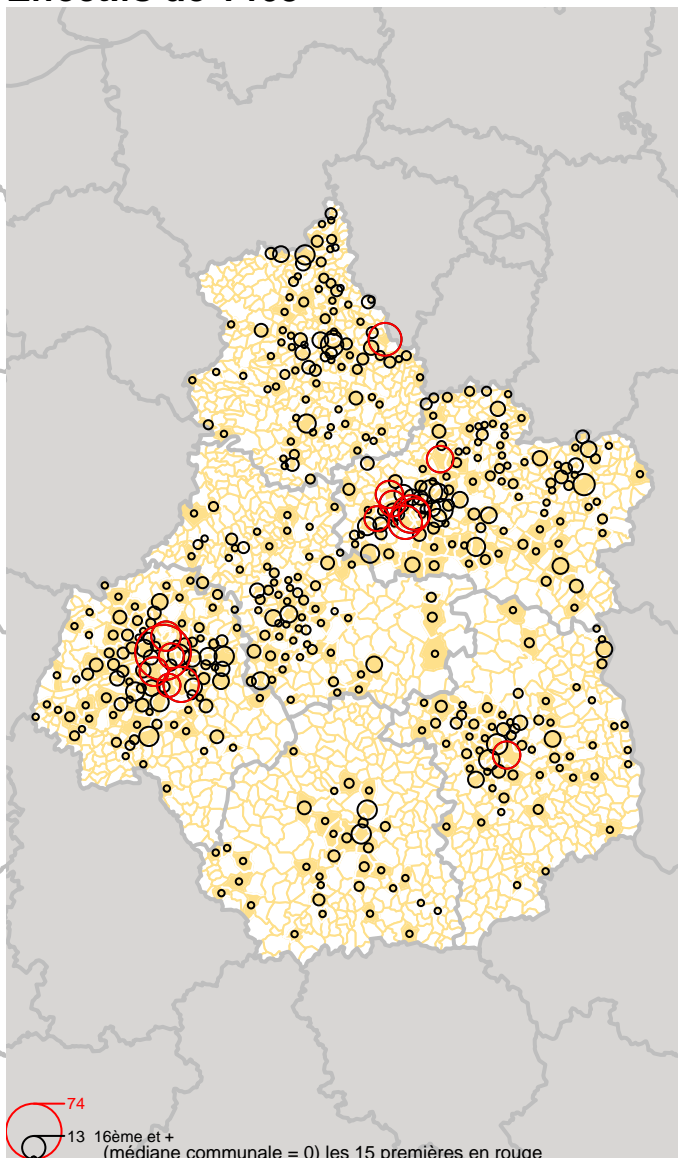 74
13 16ème et +
(médiane communale = 0) les 15 premières en rouge